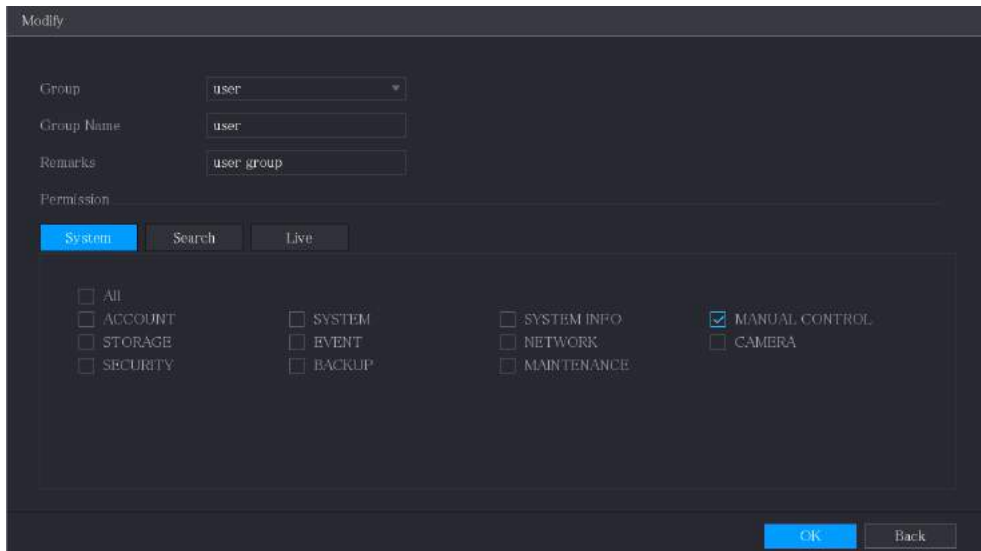 Modify
Group user
Group Name user
Remarks user group
Permission
System Search Live
All
ACCOUNT SYSTEM SYSTEM INFO MANUAL CONTROL
STORAGE EVENT NETWORK CAMERA
SECURITY BACKUP MAINTENANCE
OK Back